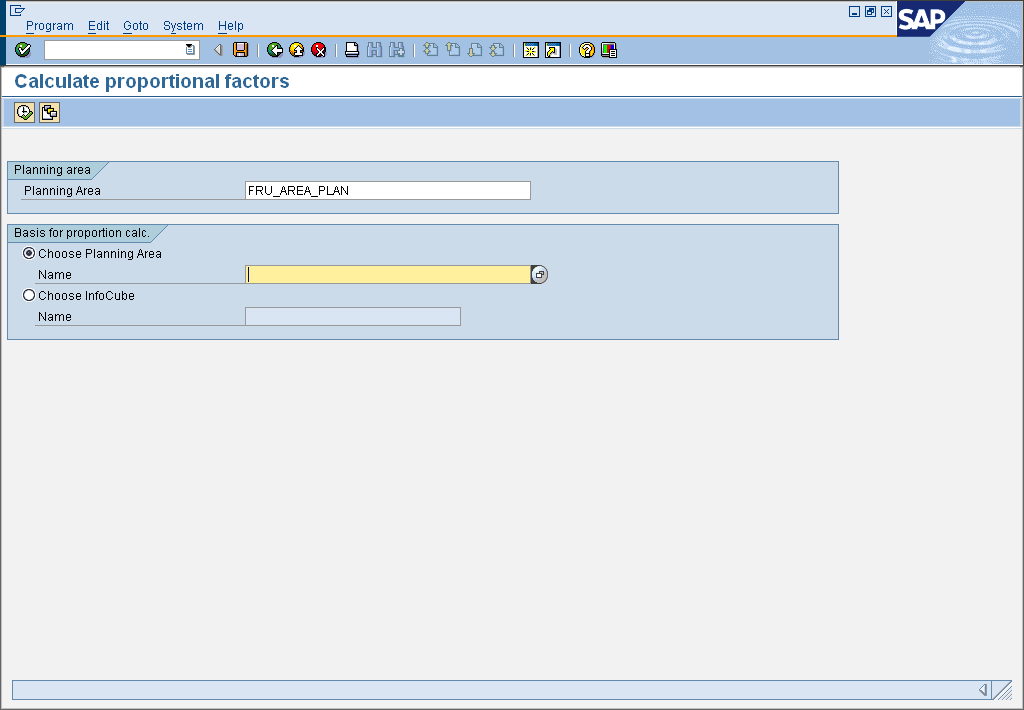 Program Edit Goto System Help
SAP
Calculate proportional factors
Planning area
Planning Area FRU_AREA_PLAN
Basis for proportion calc.
Choose Planning Area
Name
Choose InfoCube
Name